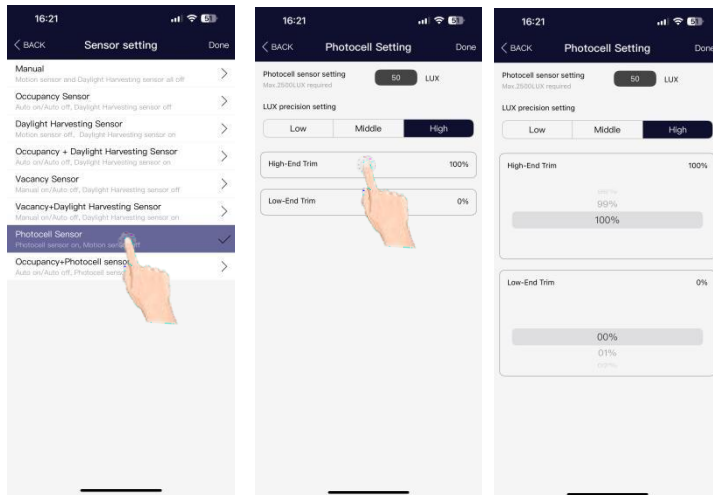 16:21
51
BACK Sensor setting Done
Manual
Motion sensor and Daylight Harvesting sensor all off
Occupancy Sensor
Auto on/Auto off, Daylight Harvesting sensor off
Daylight Harvesting Sensor
Motion sensor off, Daylight Harvesting sensor on
Occupancy + Daylight Harvesting Sensor
Auto on/Auto off, Daylight Harvesting sensor on
Vacancy Sensor
Manual on/Auto off, Daylight Harvesting sensor off
Vacancy+Daylight Harvesting Sensor
Manual on/Auto off, Daylight Harvesting sensor on
Photocell Sensor
Photocell sensor on, Motion
Occupancy+Photocell senso
Auto on/Auto off, Photocell
16:21
51
BACK Photocell Setting Done
Photocell sensor setting 50 LUX
Max.2500LUX required
LUX precision setting
Low Middle High
High-End Trim 100%
Low-End Trim 0%
16:21
51
BACK Photocell Setting Done
Photocell sensor setting 50 LUX
Max.2500LUX required
LUX precision setting
Low Middle High
High-End Trim 100%
99%
100%
Low-End Trim 0%
00%
01%